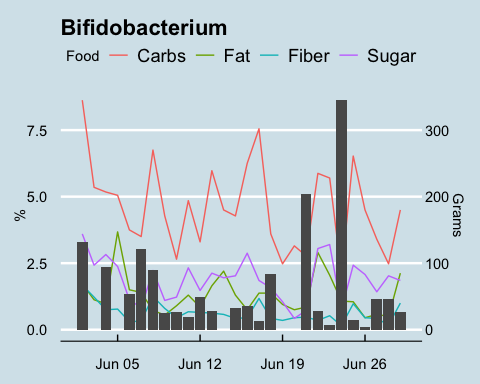 Bifidobacterium
Food Carbs Fat Fiber Sugar
7.5 300
5.0 200
% Grams
2.5 100
0.0 0
Jun 05 Jun 12 Jun 19 Jun 26